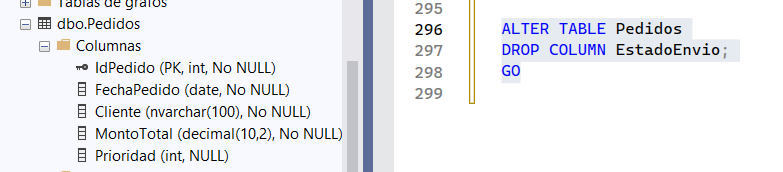 Tablas de grafos
dbo.Pedidos
Columnas
IdPedido (PK, int, No NULL)
FechaPedido (date, No NULL)
Cliente (nvarchar(100), No NULL)
MontoTotal (decimal(10,2), No NULL)
Prioridad (int, NULL)
295
296 ALTER TABLE Pedidos
297 DROP COLUMN EstadoEnvio;
298 GO
299